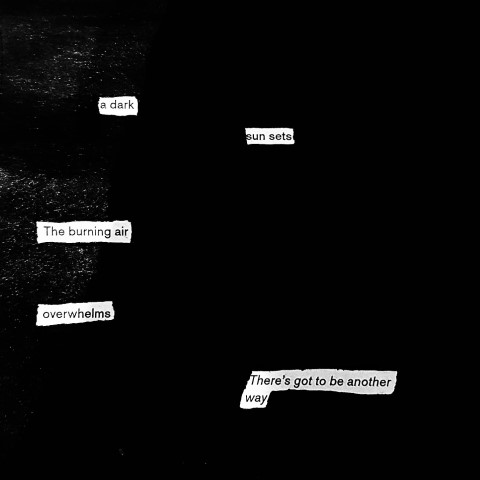 a dark
sun sets
The burning air
overwhelms
There's got to be another
way